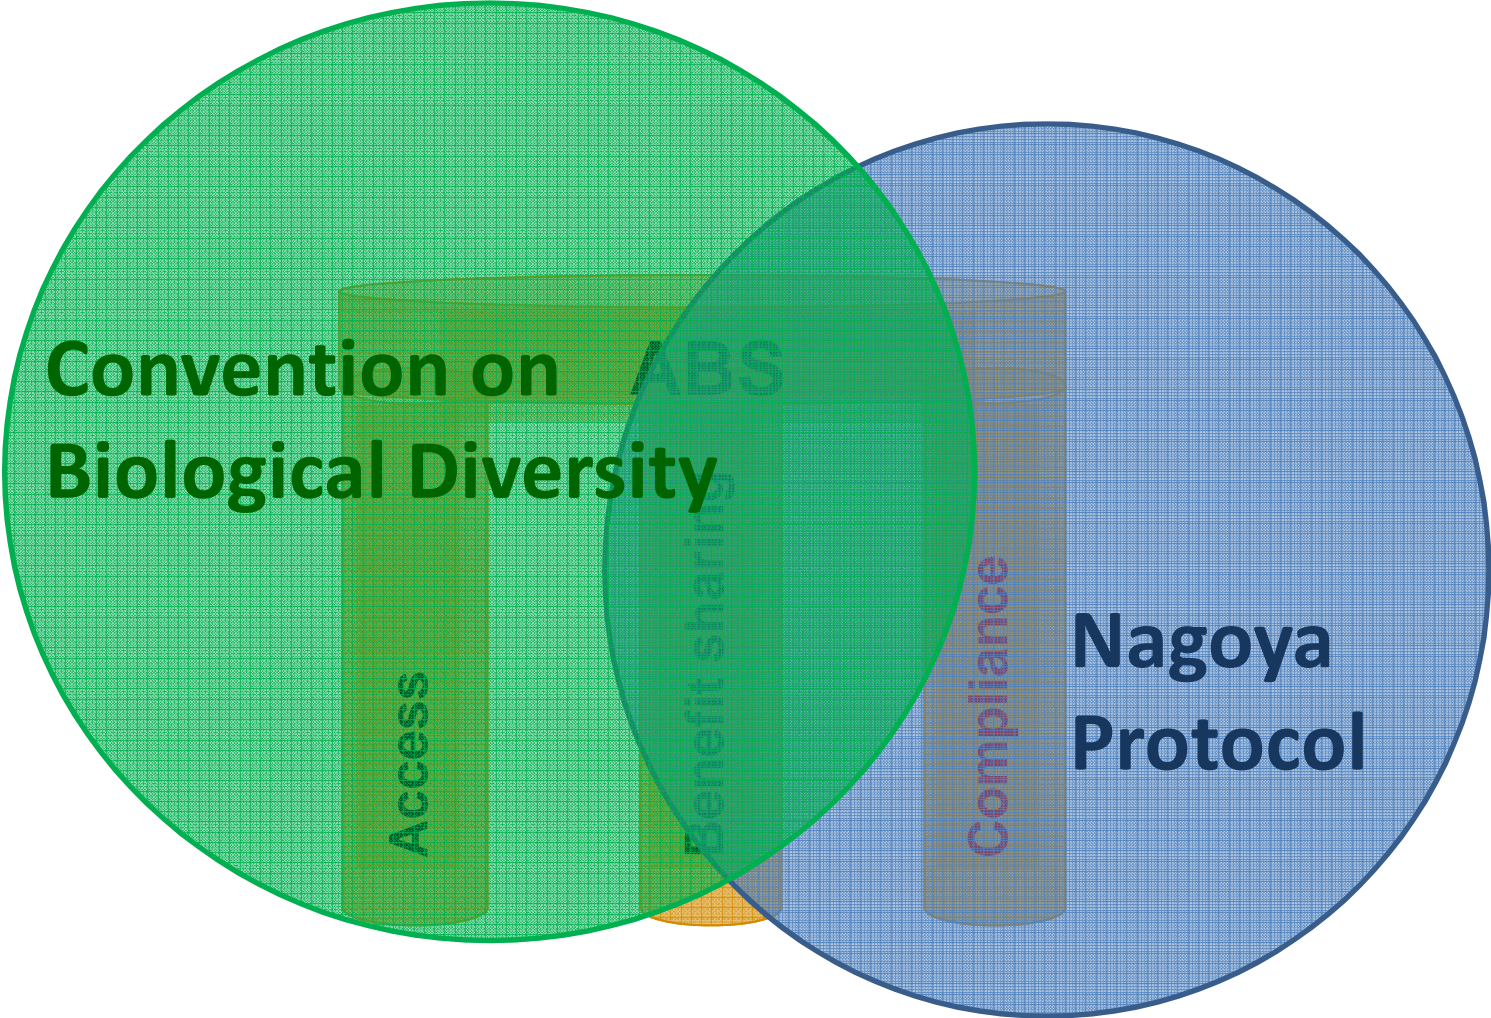 Convention on
Biological Diversity
ABS
Access
Benefit sharing
Compliance
Nagoya
Protocol